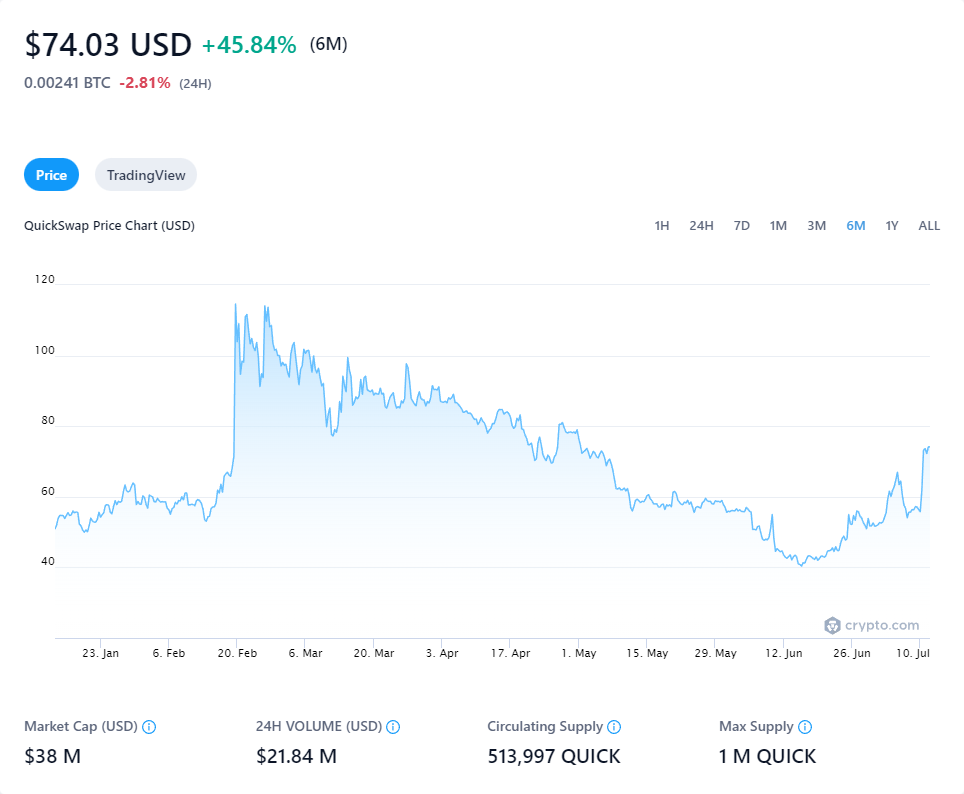 $74.03 USD +45.84% (6M)
0.00241 BTC -2.81% (24H)
Price TradingView
QuickSwap Price Chart (USD) 1H 24H 7D 1M 3M 6M 1Y ALL
120
100
80
60
40
crypto.com
23. Jan 6. Feb 20. Feb 6. Mar 20. Mar 3. Apr 17. Apr 1. May 15. May 29. May 12. Jun 26. Jun 10. Jul
Market Cap (USD) 24H VOLUME (USD) Circulating Supply Max Supply
$38 M $21.84 M 513,997 QUICK 1 M QUICK